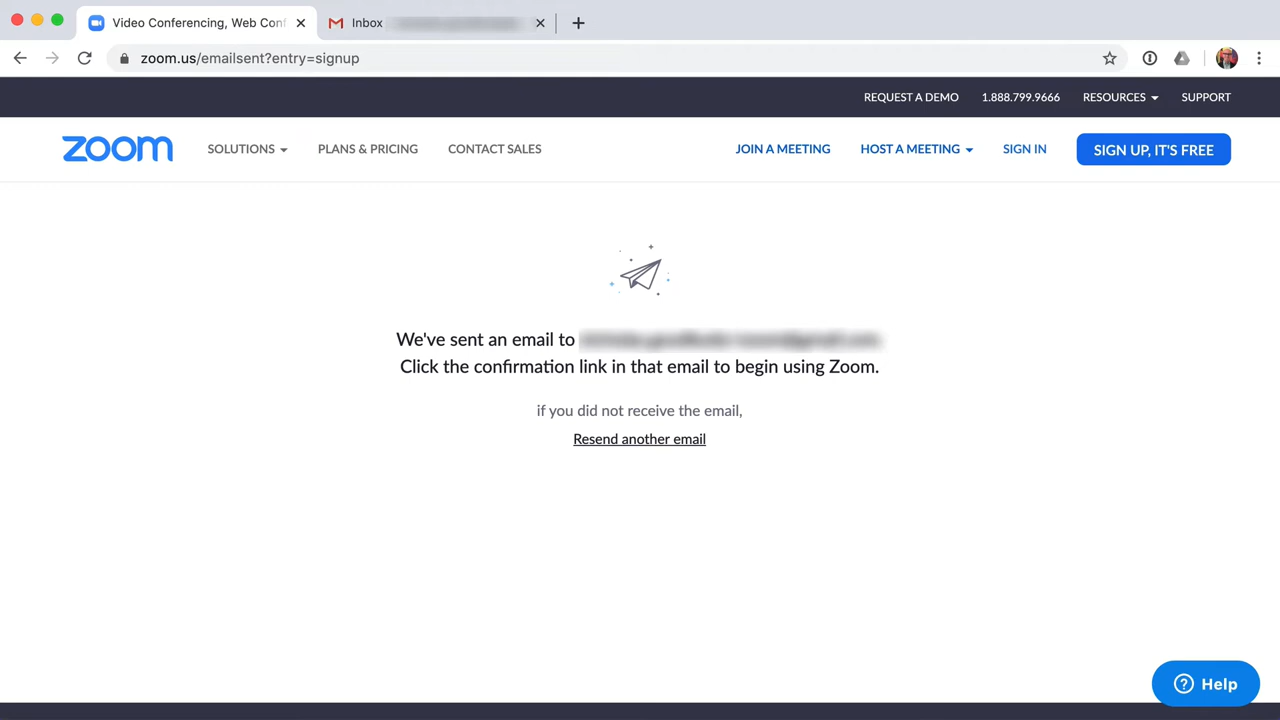 Video Conferencing, Web Conf
Inbox
zoom.us/emailsent?entry=signup
REQUEST A DEMO 1.888.799.9666 RESOURCES SUPPORT
zoom SOLUTIONS PLANS & PRICING CONTACT SALES JOIN A MEETING HOST A MEETING SIGN IN SIGN UP, IT'S FREE
We've sent an email to
Click the confirmation link in that email to begin using Zoom.
if you did not receive the email,
Resend another email
Help